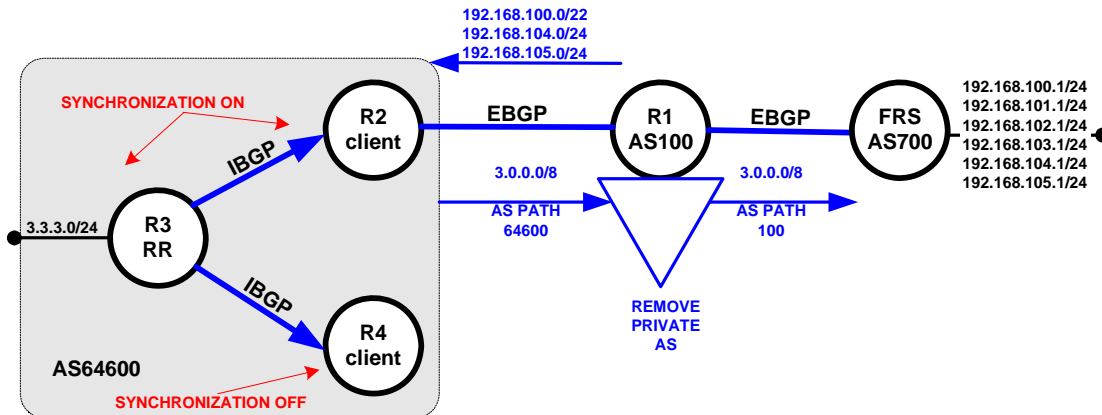 192.168.100.0/22
192.168.104.0/24
192.168.105.0/24
SYNCHRONIZATION ON
R2
client
EBGP
R1
AS100
EBGP
FRS
AS700
192.168.100.1/24
192.168.101.1/24
192.168.102.1/24
192.168.103.1/24
192.168.104.1/24
192.168.105.1/24
IBGP
3.0.0.0/8
AS PATH
64600
3.0.0.0/8
AS PATH
100
3.3.3.0/24
R3
RR
IBGP
REMOVE
PRIVATE
AS
R4
client
AS64600
SYNCHRONIZATION OFF